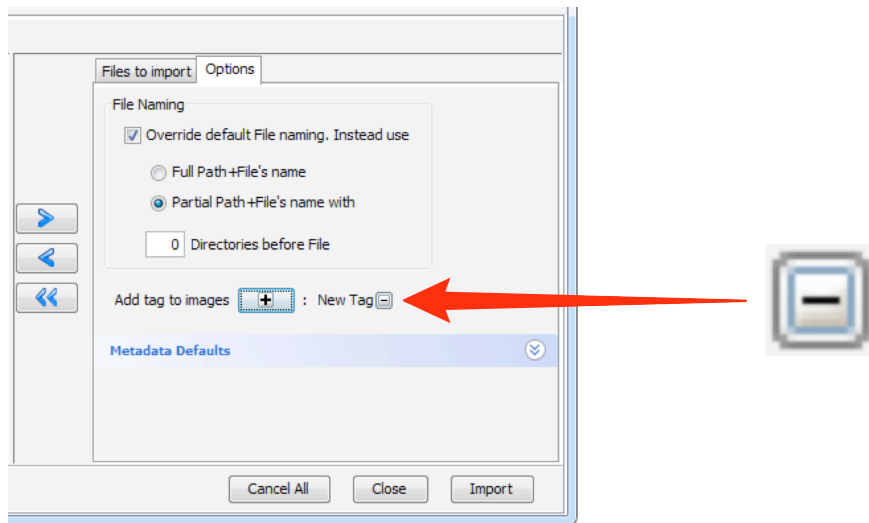 Files to import Options
File Naming
Override default File naming. Instead use
Full Path+File's name
Partial Path+File's name with
0 Directories before File
Add tag to images + : New Tag
Metadata Defaults
Cancel All Close Import